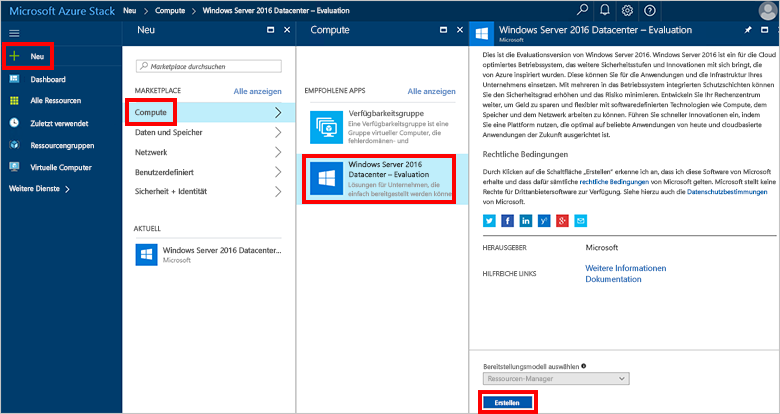 Microsoft Azure Stack
Neu > Compute > Windows Server 2016 Datacenter – Evaluation
Neu
Dashboard
Alle Ressourcen
Zuletzt verwendet
Ressourcengruppen
Virtuelle Computer
Weitere Dienste >
Neu
Marketplace durchsuchen
MARKETPLACE
Alle anzeigen
Compute
Daten und Speicher
Netzwerk
Benutzerdefiniert
Sicherheit + Identität
AKTUELL
Windows Server 2016 Datacenter...
Microsoft
Compute
EMPFOHLENE APPS
Alle anzeigen
Verfügbarkeitsgruppe
Eine Verfügbarkeitsgruppe ist eine
Gruppe virtueller Computer, die
fehlerdomänen- und
Windows Server 2016
Datacenter – Evaluation
Lösungen für Unternehmen, die
einfach bereitgestellt werden könne
Windows Server 2016 Datacenter – Evaluation
Microsoft
Dies ist die Evaluationsversion von Windows Server 2016. Windows Server 2016 ist ein für die Cloud
optimiertes Betriebssystem, das weitere Sicherheitsstufen und Innovationen mit sich bringt, die
von Azure inspiriert wurden. Diese können Sie für die Anwendungen und die Infrastruktur Ihres
Unternehmens einsetzen. Mit mehreren in das Betriebssystem integrierten Schutzschichten können
Sie den Sicherheitsgrad erhöhen und das Risiko minimieren. Entwickeln Sie Ihr Rechenzentrum
weiter, um Geld zu sparen und flexibler mit softwaredefinierten Technologien wie Compute, dem
Speicher und dem Netzwerk arbeiten zu können. Führen Sie schneller Innovationen ein, indem
Sie eine Plattform nutzen, die optimal auf beliebte Anwendungen von heute und cloudbasierte
Anwendungen der Zukunft ausgerichtet ist.
Rechtliche Bedingungen
Durch Klicken auf die Schaltfläche „Erstellen“ erkenne ich an, dass ich diese Software von Microsoft
erhalte und dass dafür sämtliche rechtliche Bedingungen von Microsoft gelten. Microsoft stellt keine
Rechte für Drittanbietersoftware zur Verfügung. Siehe hierzu auch die Datenschutzbestimmungen
von Microsoft.
HERAUSGEBER
Microsoft
HILFREICHE LINKS
Weitere Informationen
Dokumentation
Bereitstellungsmodell auswählen
Ressourcen-Manager
Erstellen